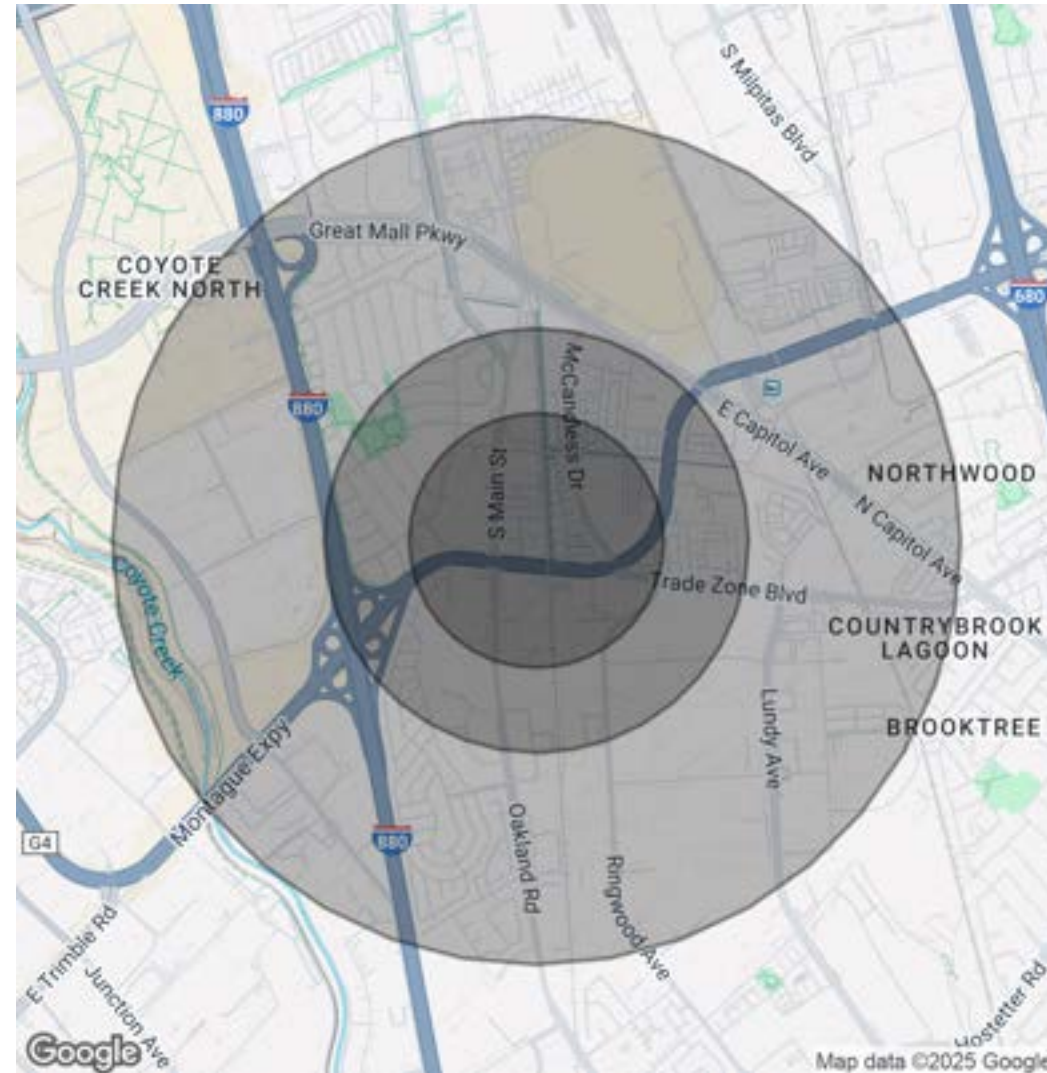 880
S Milpitas Blvd
Great Mall Pkwy
COYOTE
CREEK NORTH
680
880
McCandless Dr
E Capitol Ave
S Main St
NORTHWOOD
N Capitol Ave
Coyote Creek
Trade Zone Blvd
COUNTRYBROOK
LAGOON
Lundy Ave
BROOKTREE
Montague Expy
G4
880
Oakland Rd
Ringwood Ave
E Trimble Rd
Junction Ave
Hostetter Rd
Google
Map data ©2025 Google